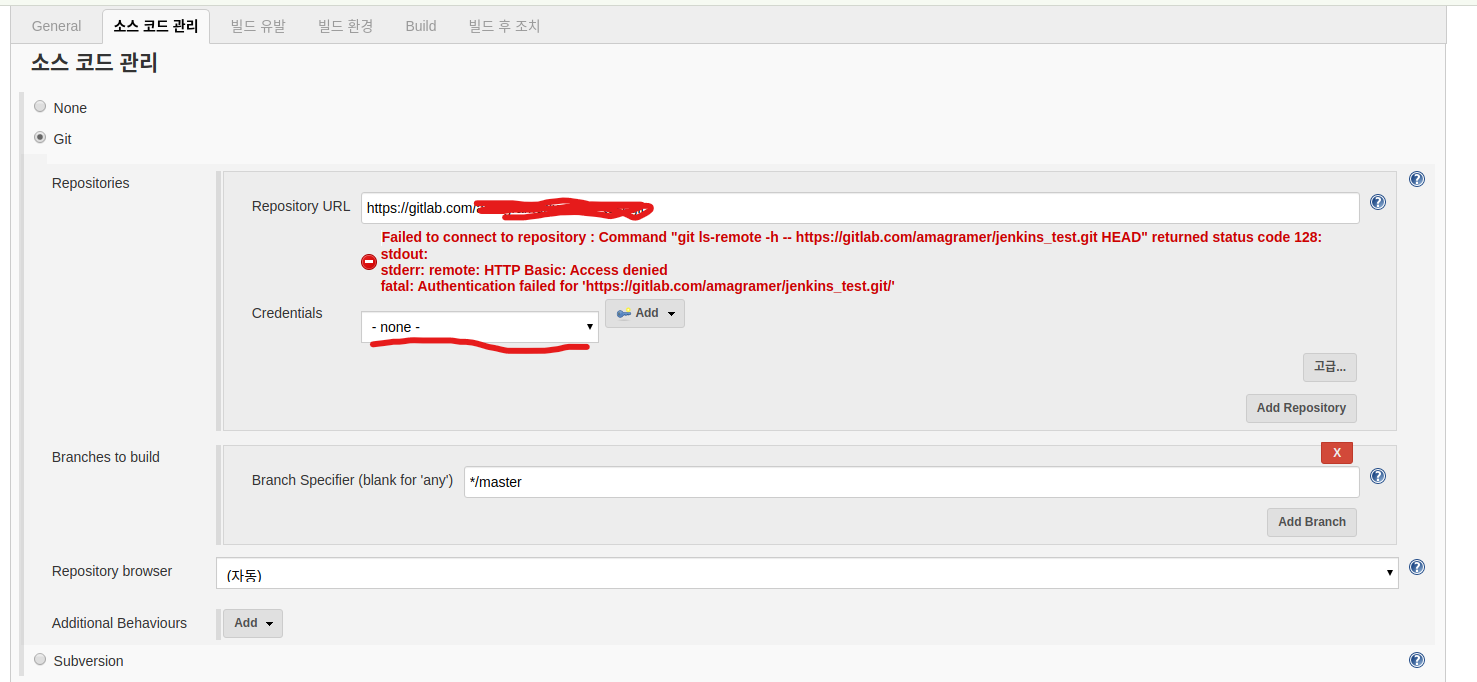 General 소스 코드 관리 빌드 유발 빌드 환경 Build 빌드 후 조치
소스 코드 관리
None
Git
Repositories
Repository URL https://gitlab.com/
Failed to connect to repository : Command "git ls-remote -h -- https://gitlab.com/amagramer/jenkins_test.git HEAD" returned status code 128:
stdout:
stderr: remote: HTTP Basic: Access denied
fatal: Authentication failed for 'https://gitlab.com/amagramer/jenkins_test.git/'
Credentials
- none - Add
고급...
Add Repository
Branches to build
X
Branch Specifier (blank for 'any') */master
Add Branch
Repository browser (자동)
Additional Behaviours Add
Subversion